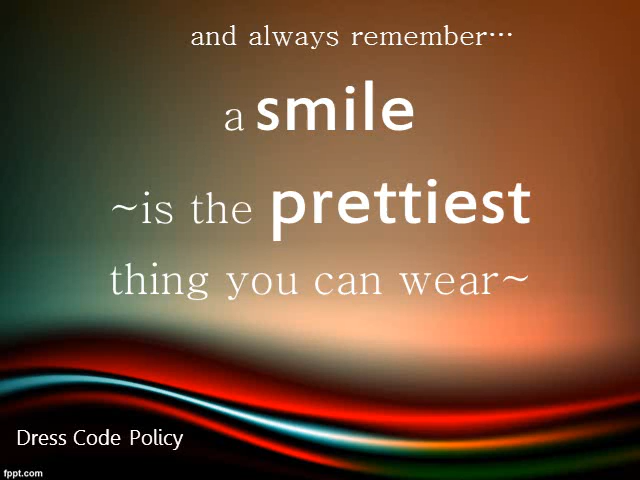 and always remember…
a smile
~is the prettiest
thing you can wear~
Dress Code Policy
fppt.com